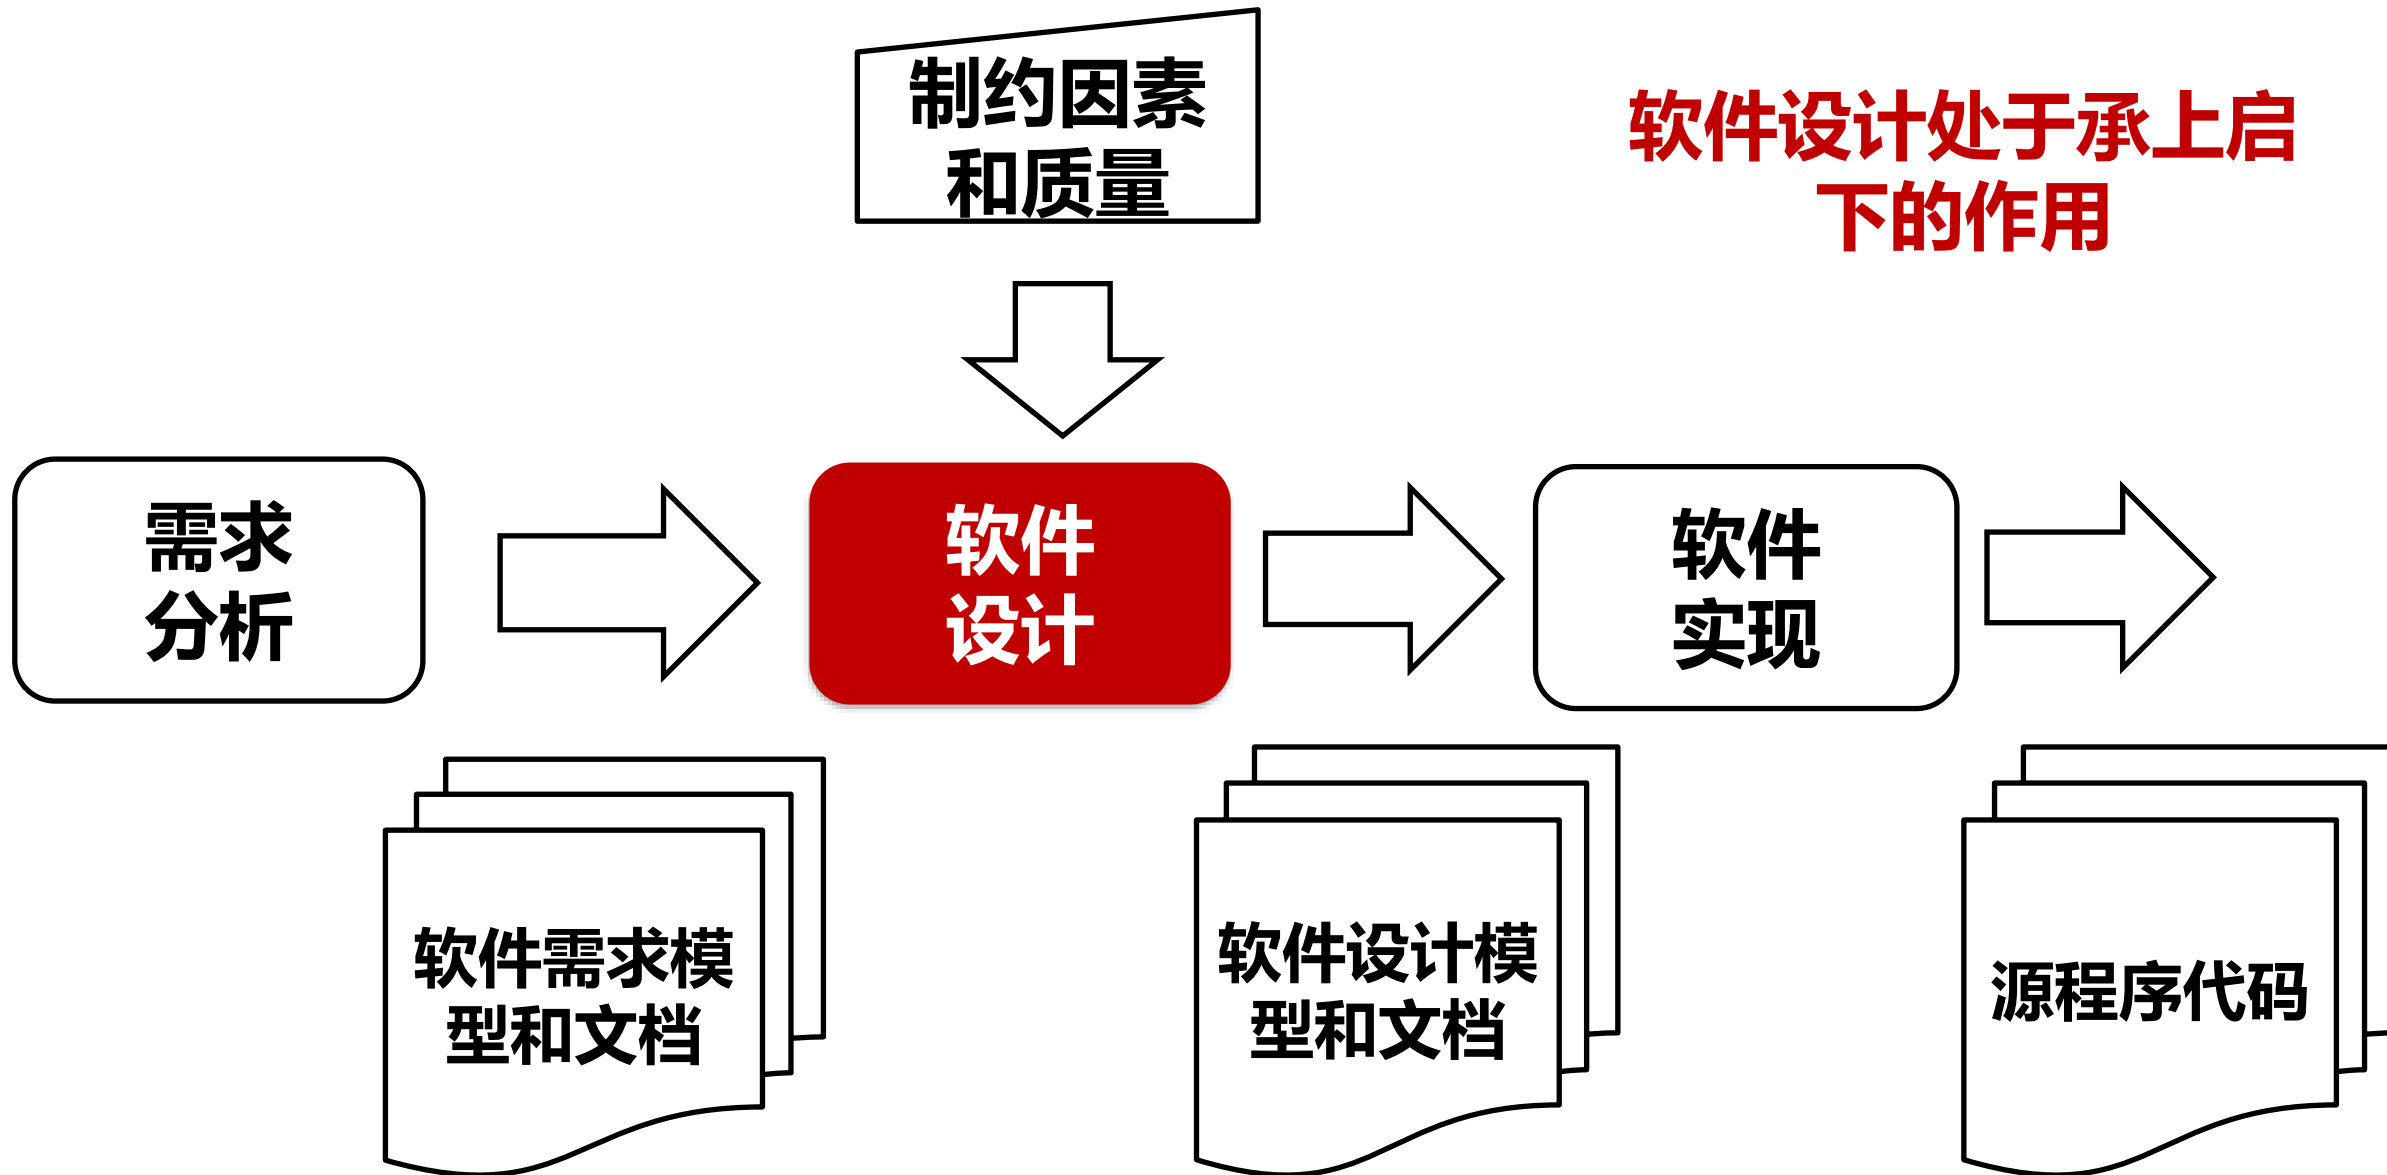 制约因素
和质量
软件设计处于承上启
下的作用
需求
分析
软件
设计
软件
实现
软件需求模
型和文档
软件设计模
型和文档
源程序代码